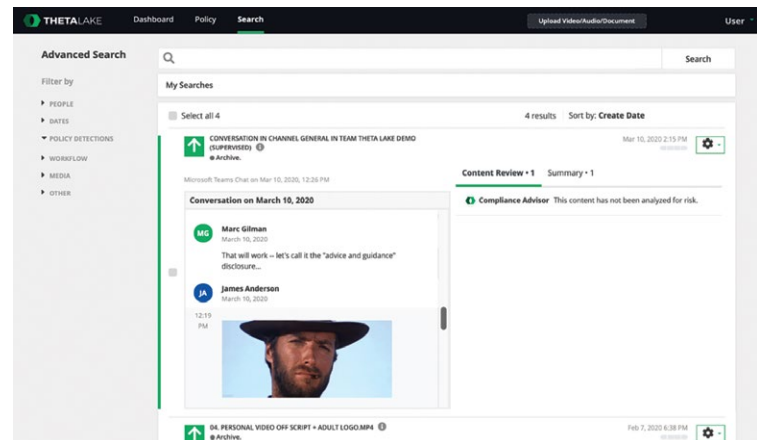 THETALAKE
Dashboard
Policy
Search
Upload Video/Audio/Document
User
Advanced Search
Search
Filter by
My Searches
PEOPLE
DATES
POLICY DETECTIONS
WORKFLOW
MEDIA
OTHER
Select all 4
4 results
Sort by: Create Date
CONVERSATION IN CHANNEL GENERAL IN TEAM THETA LAKE DEMO
(SUPERVISED)
Archive.
Mar 10, 2020 2:15 PM
Microsoft Teams Chat on Mar 10, 2020, 12:26 PM
Content Review • 1
Summary • 1
Conversation on March 10, 2020
Compliance Advisor This content has not been analyzed for risk.
MG
Marc Gilman
March 10, 2020
That will work -- let's call it the "advice and guidance"
disclosure...
JA
James Anderson
March 10, 2020
12:19
PM
04. PERSONAL VIDEO OFF SCRIPT + ADULT LOGO.MP4
Archive.
Feb 7, 2020 6:38 PM